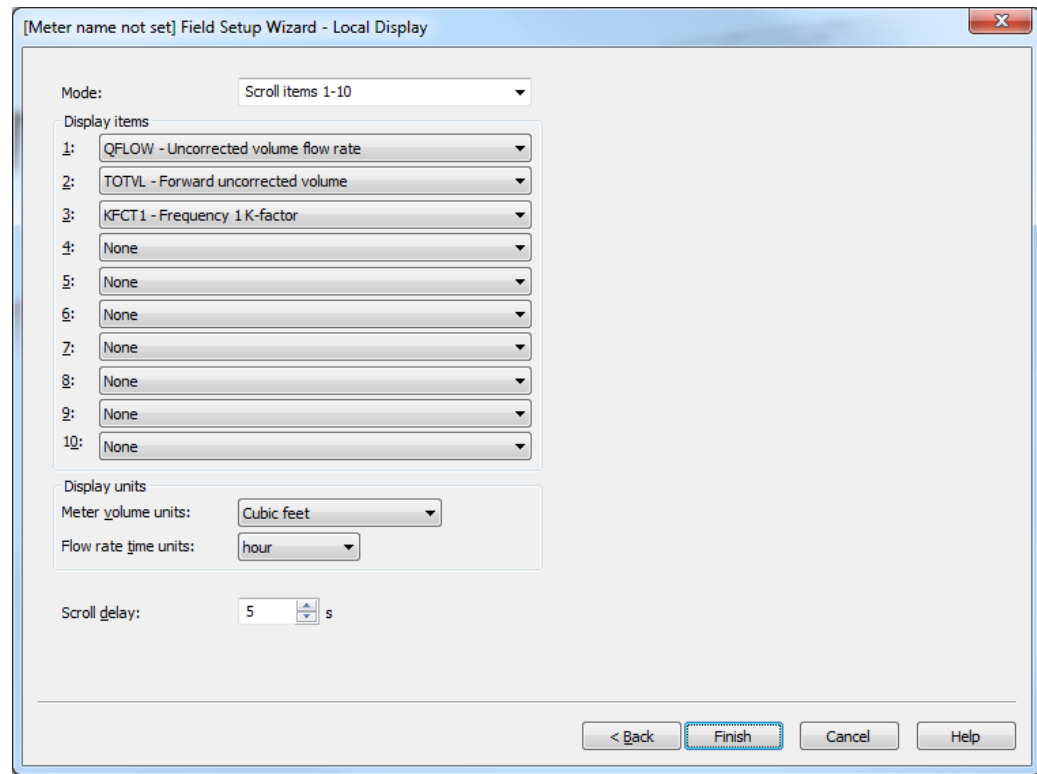 [Meter name not set] Field Setup Wizard - Local Display
Mode: Scroll items 1-10
Display items
1: QFLOW - Uncorrected volume flow rate
2: TOTVL - Forward uncorrected volume
3: KFCT1 - Frequency 1 K-factor
4: None
5: None
6: None
7: None
8: None
9: None
10: None
Display units
Meter volume units: Cubic feet
Flow rate time units: hour
Scroll delay: 5 s
< Back Finish Cancel Help